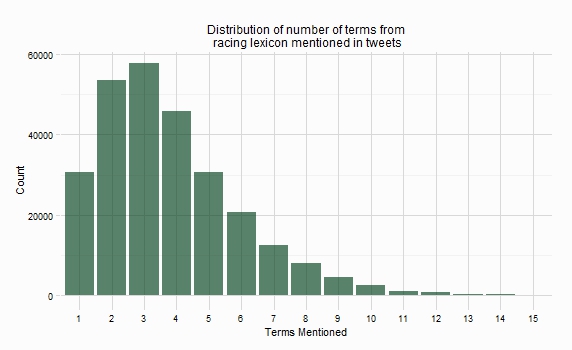 Distribution of number of terms from
racing lexicon mentioned in tweets
60000
40000
20000
0
Count
1 2 3 4 5 6 7 8 9 10 11 12 13 14 15
Terms Mentioned